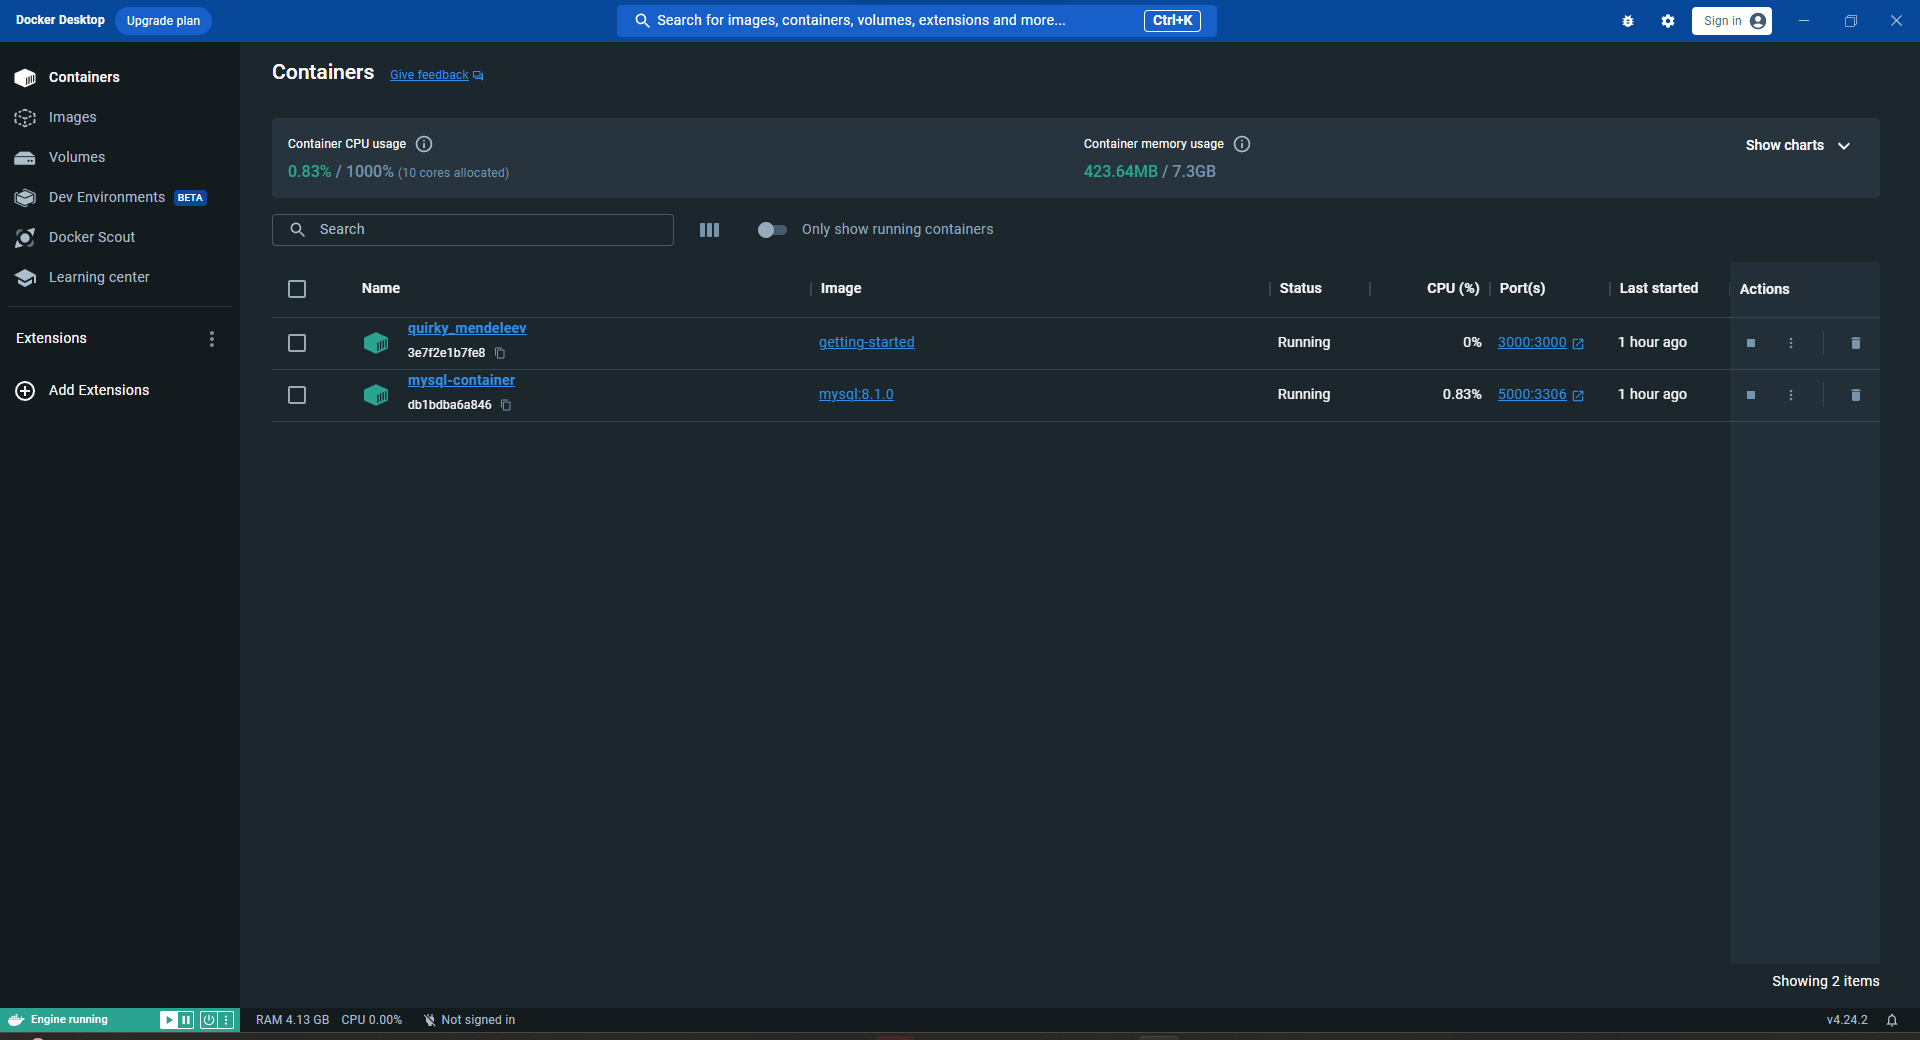 Docker Desktop Upgrade plan Search for images, containers, volumes, extensions and more... Ctrl+K Sign in
Containers
Images
Volumes
Dev Environments BETA
Docker Scout
Learning center
Extensions
Add Extensions
Containers Give feedback
Container CPU usage
0.83% / 1000% (10 cores allocated)
Container memory usage
423.64MB / 7.3GB
Show charts
Search Only show running containers
Name Image Status CPU (%) Port(s) Last started Actions
quirky_mendeleev
3e7f2e1b7fe8
getting-started Running 0% 3000:3000 1 hour ago
mysql-container
db1bdba6a846
mysql:8.1.0 Running 0.83% 5000:3306 1 hour ago
Showing 2 items
Engine running RAM 4.13 GB CPU 0.00% Not signed in v4.24.2